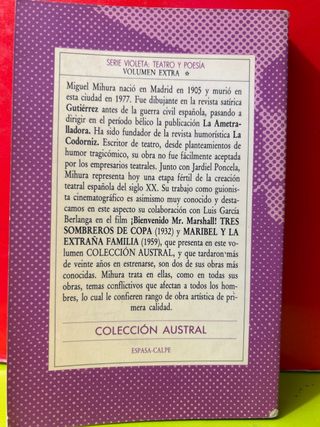 SERIE VIOLETA: TEATRO Y POESÍA
VOLUMEN EXTRA *
Miguel Mihura nació en Madrid en 1905 y murió en
esta ciudad en 1977. Fue dibujante en la revista satírica
Gutiérrez antes de la guerra civil española, pasando a
dirigir en el período bélico la publicación La Ametra-
lladora. Ha sido fundador de la revista humorística La
Codorniz. Escritor de teatro, desde planteamientos de
humor tragicómico, su obra no fue fácilmente aceptada
por los empresarios teatrales. Junto con Jardiel Poncela,
Mihura representa hoy una etapa fértil de la creación
teatral española del siglo XX. Su trabajo como guionis-
ta cinematográfico es asimismo muy conocido y desta-
camos en este aspecto su colaboración con Luis García
Berlanga en el film ¡Bienvenido Mr. Marshall! TRES
SOMBREROS DE COPA (1932) y MARIBEL Y LA
EXTRAÑA FAMILIA (1959), que presenta en este vo-
lumen COLECCIÓN AUSTRAL, y que tardaron más
de veinte años en estrenarse, son dos de sus obras más
conocidas. Mihura trata en ellas, como en todas sus
obras, temas conflictivos que afectan a todos los hom-
bres, lo cual le confieren rango de obra artística de pri-
mera calidad.
COLECCIÓN AUSTRAL
ESPASA-CALPE